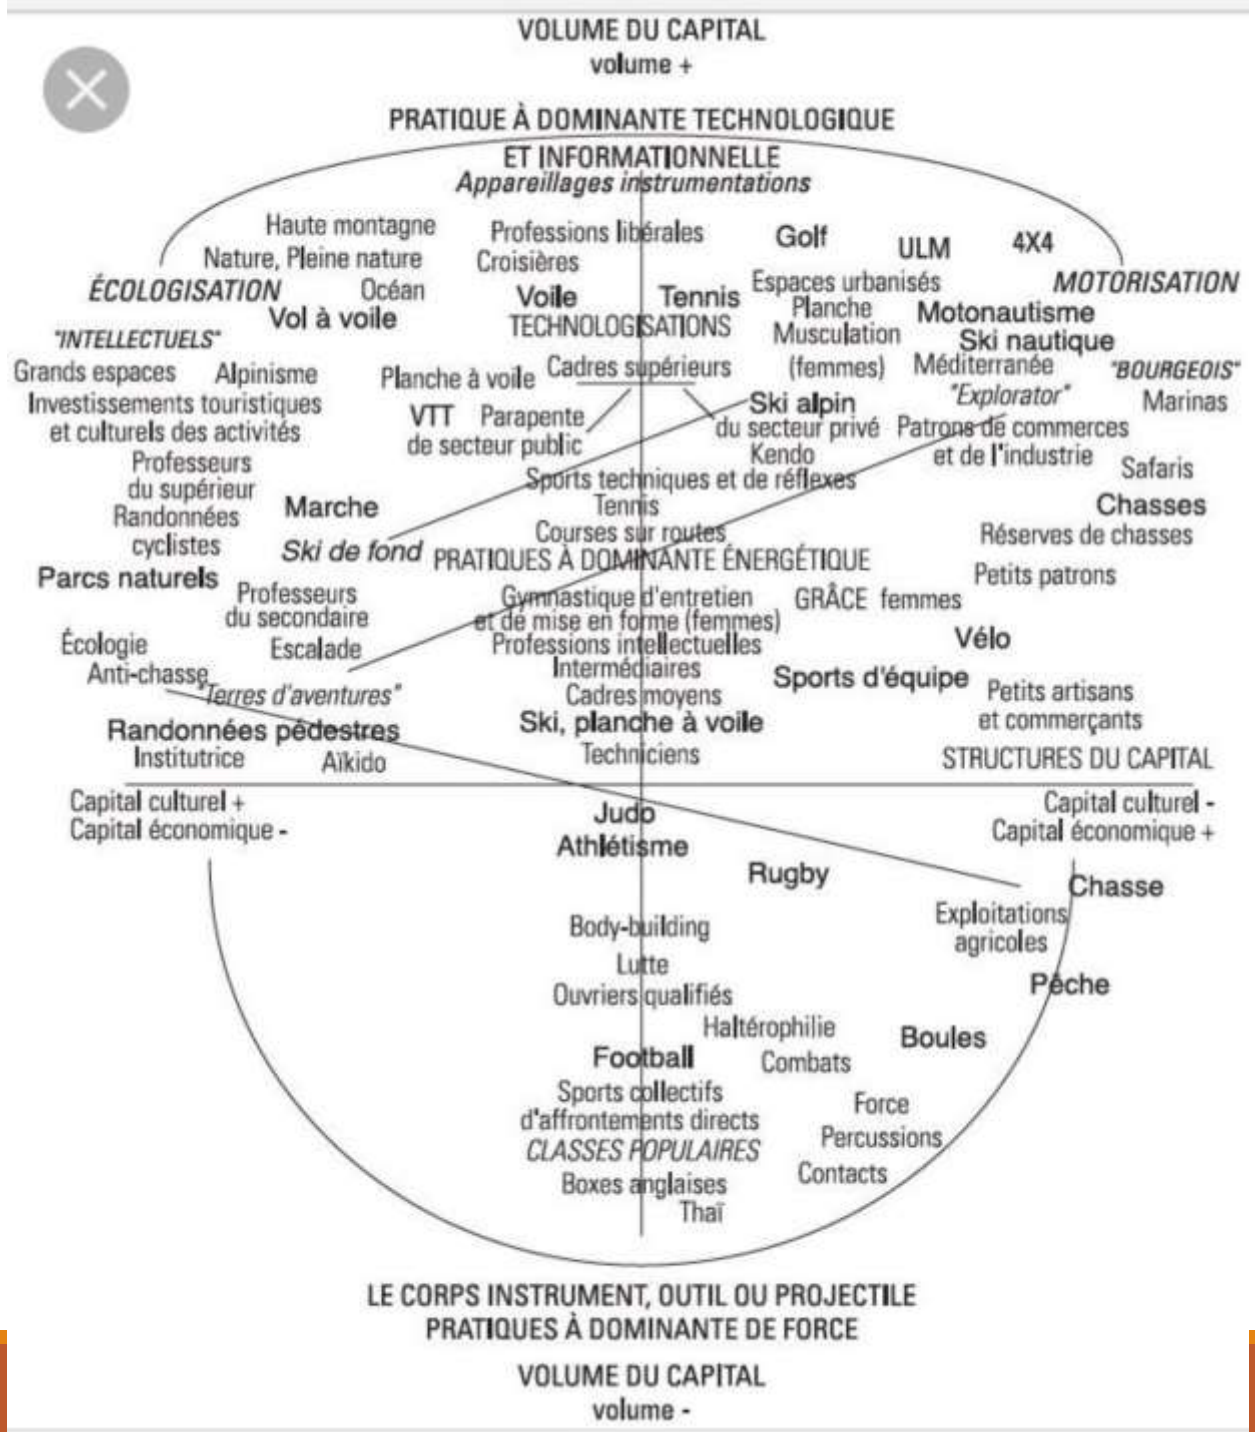 VOLUME DU CAPITAL
volume +
PRATIQUE À DOMINANTE TECHNOLOGIQUE
ET INFORMATIONNELLE
Appareillages instrumentations
Haute montagne
Professions libérales
Golf
ULM
4X4
Nature, Pleine nature
Croisières
Espaces urbanisés
MOTORISATION
ÉCOLOGISATION
Océan
Voile
Tennis
Planche
Motonautisme
Vol à voile
TECHNOLOGISATIONS
Musculation
Ski nautique
"INTELLECTUELS"
Cadres supérieurs
(femmes)
Méditerranée
"BOURGEOIS"
Grands espaces
Alpinisme
Planche à voile
"Explorator"
Marinas
Investissements touristiques
et culturels des activités
VTT
Parapente
de secteur public
Ski alpin
du secteur privé
Kendo
Patrons de commerces
et de l'industrie
Professeurs
du supérieur
Sports techniques et de réflexes
Safaris
Marche
Tennis
Chasses
Randonnées
cyclistes
Courses sur routes
Réserves de chasses
Ski de fond
PRATIQUES À DOMINANTE ÉNERGÉTIQUE
Parcs naturels
Petits patrons
Professeurs
du secondaire
Gymnastique d'entretien
et de mise en forme (femmes)
GRÂCE femmes
Écologie
Anti-chasse
Escalade
Professions intellectuelles
Intermédiaires
Vélo
"Terres d'aventures"
Cadres moyens
Sports d'équipe
Petits artisans
et commerçants
Randonnées pédestres
Ski, planche à voile
Institutrice
Aïkido
Techniciens
STRUCTURES DU CAPITAL
Capital culturel +
Capital économique -
Capital culturel -
Capital économique +
Judo
Athlétisme
Rugby
Chasse
Body-building
Exploitations
agricoles
Lutte
Pêche
Ouvriers qualifiés
Haltérophilie
Boules
Football
Combats
Sports collectifs
d'affrontements directs
Force
CLASSES POPULAIRES
Percussions
Boxes anglaises
Contacts
Thaï
LE CORPS INSTRUMENT, OUTIL OU PROJECTILE
PRATIQUES À DOMINANTE DE FORCE
VOLUME DU CAPITAL
volume -